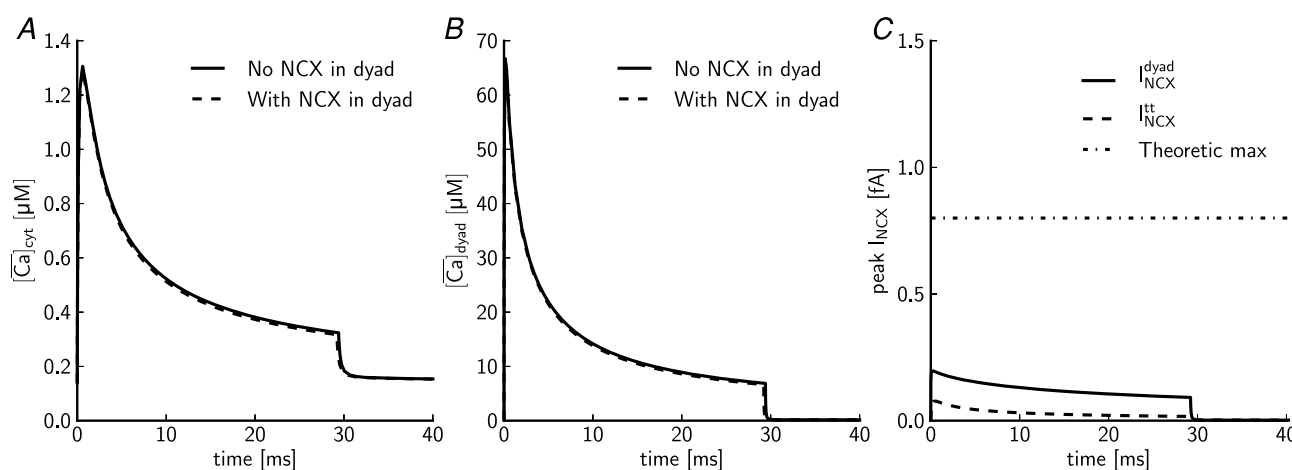 A
1.4
1.2
1.0
0.8
0.6
0.4
0.2
0.0
0 10 20 30 40
time [ms]
[C̅a̅]cyt [µM]
No NCX in dyad
With NCX in dyad
B
70
60
50
40
30
20
10
0
0 10 20 30 40
time [ms]
[C̅a̅]dyad [µM]
No NCX in dyad
With NCX in dyad
C
1.5
1.0
0.5
0.0
0 10 20 30 40
time [ms]
peak INCX [fA]
I dyad NCX
I tt NCX
Theoretic max